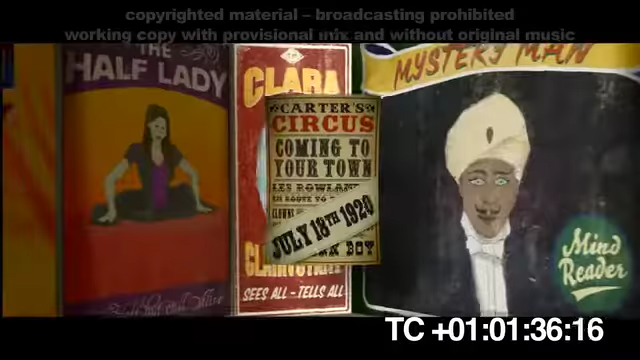 copyrighted material – broadcasting prohibited
working copy with provisional mix and without original music
THE
HALF LADY
CLARA
CARTER'S
CIRCUS
COMING TO
YOUR TOWN
CLOWNS
JULY 18TH 1920
BOY
SEES ALL – TELLS ALL
MYSTERY MAN
Mind
Reader
TC +01:01:36:16